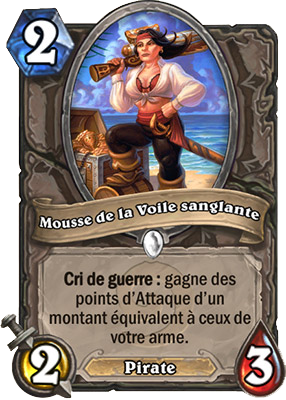 2
Mousse de la Voile sanglante
Cri de guerre : gagne des
points d'Attaque d'un
montant équivalent à ceux de
votre arme.
2
Pirate
3